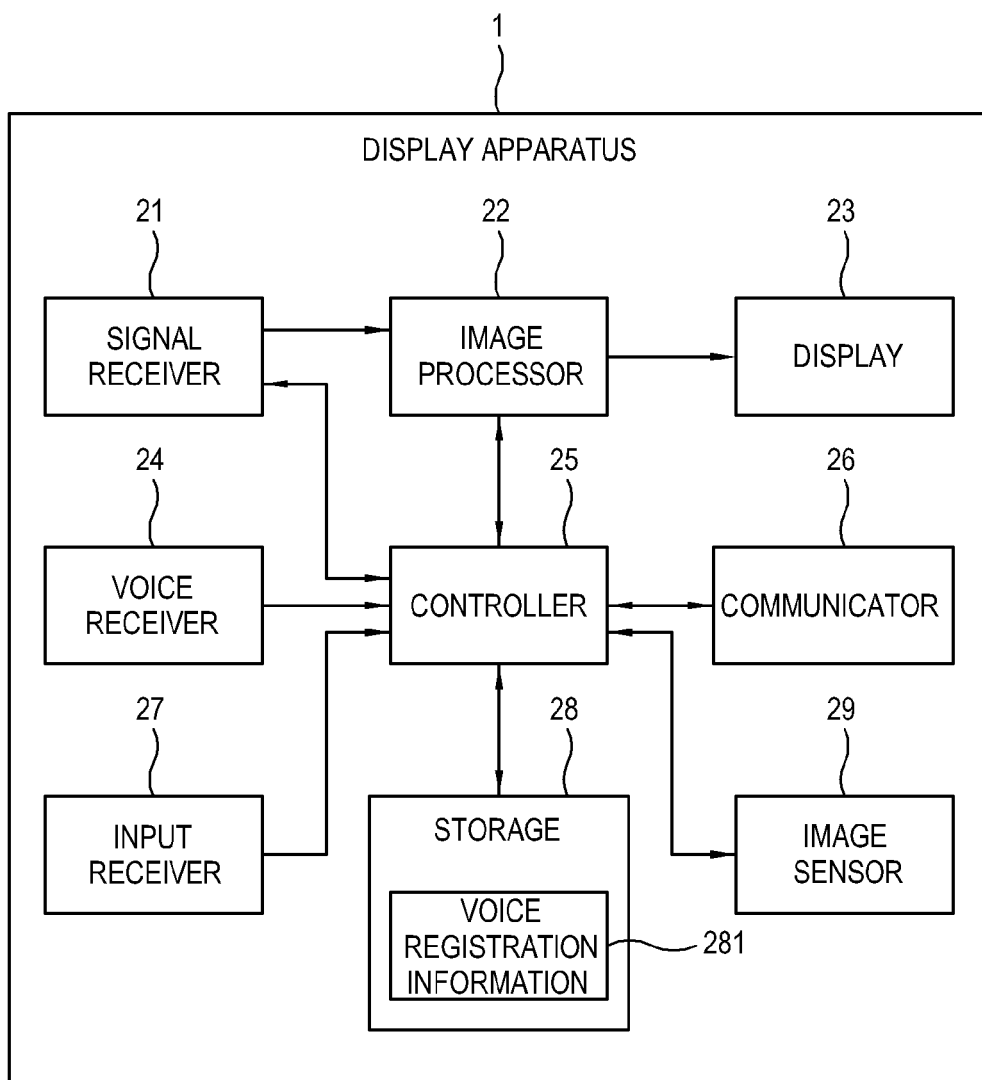 1
DISPLAY APPARATUS
21
22
23
SIGNAL
RECEIVER
IMAGE
PROCESSOR
DISPLAY
24
25
26
VOICE
RECEIVER
CONTROLLER
COMMUNICATOR
27
28
29
INPUT
RECEIVER
STORAGE
VOICE
REGISTRATION
INFORMATION
281
IMAGE
SENSOR